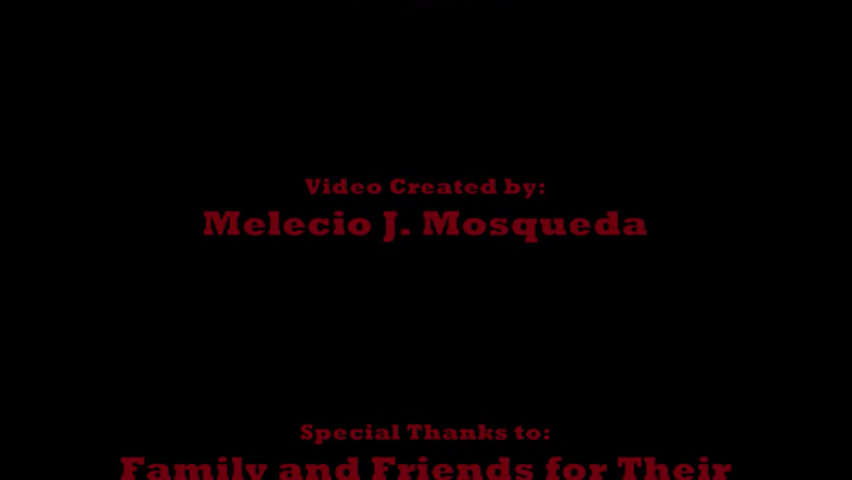 Video Created by:
Melecio J. Mosqueda
Special Thanks to:
Family and Friends for Their